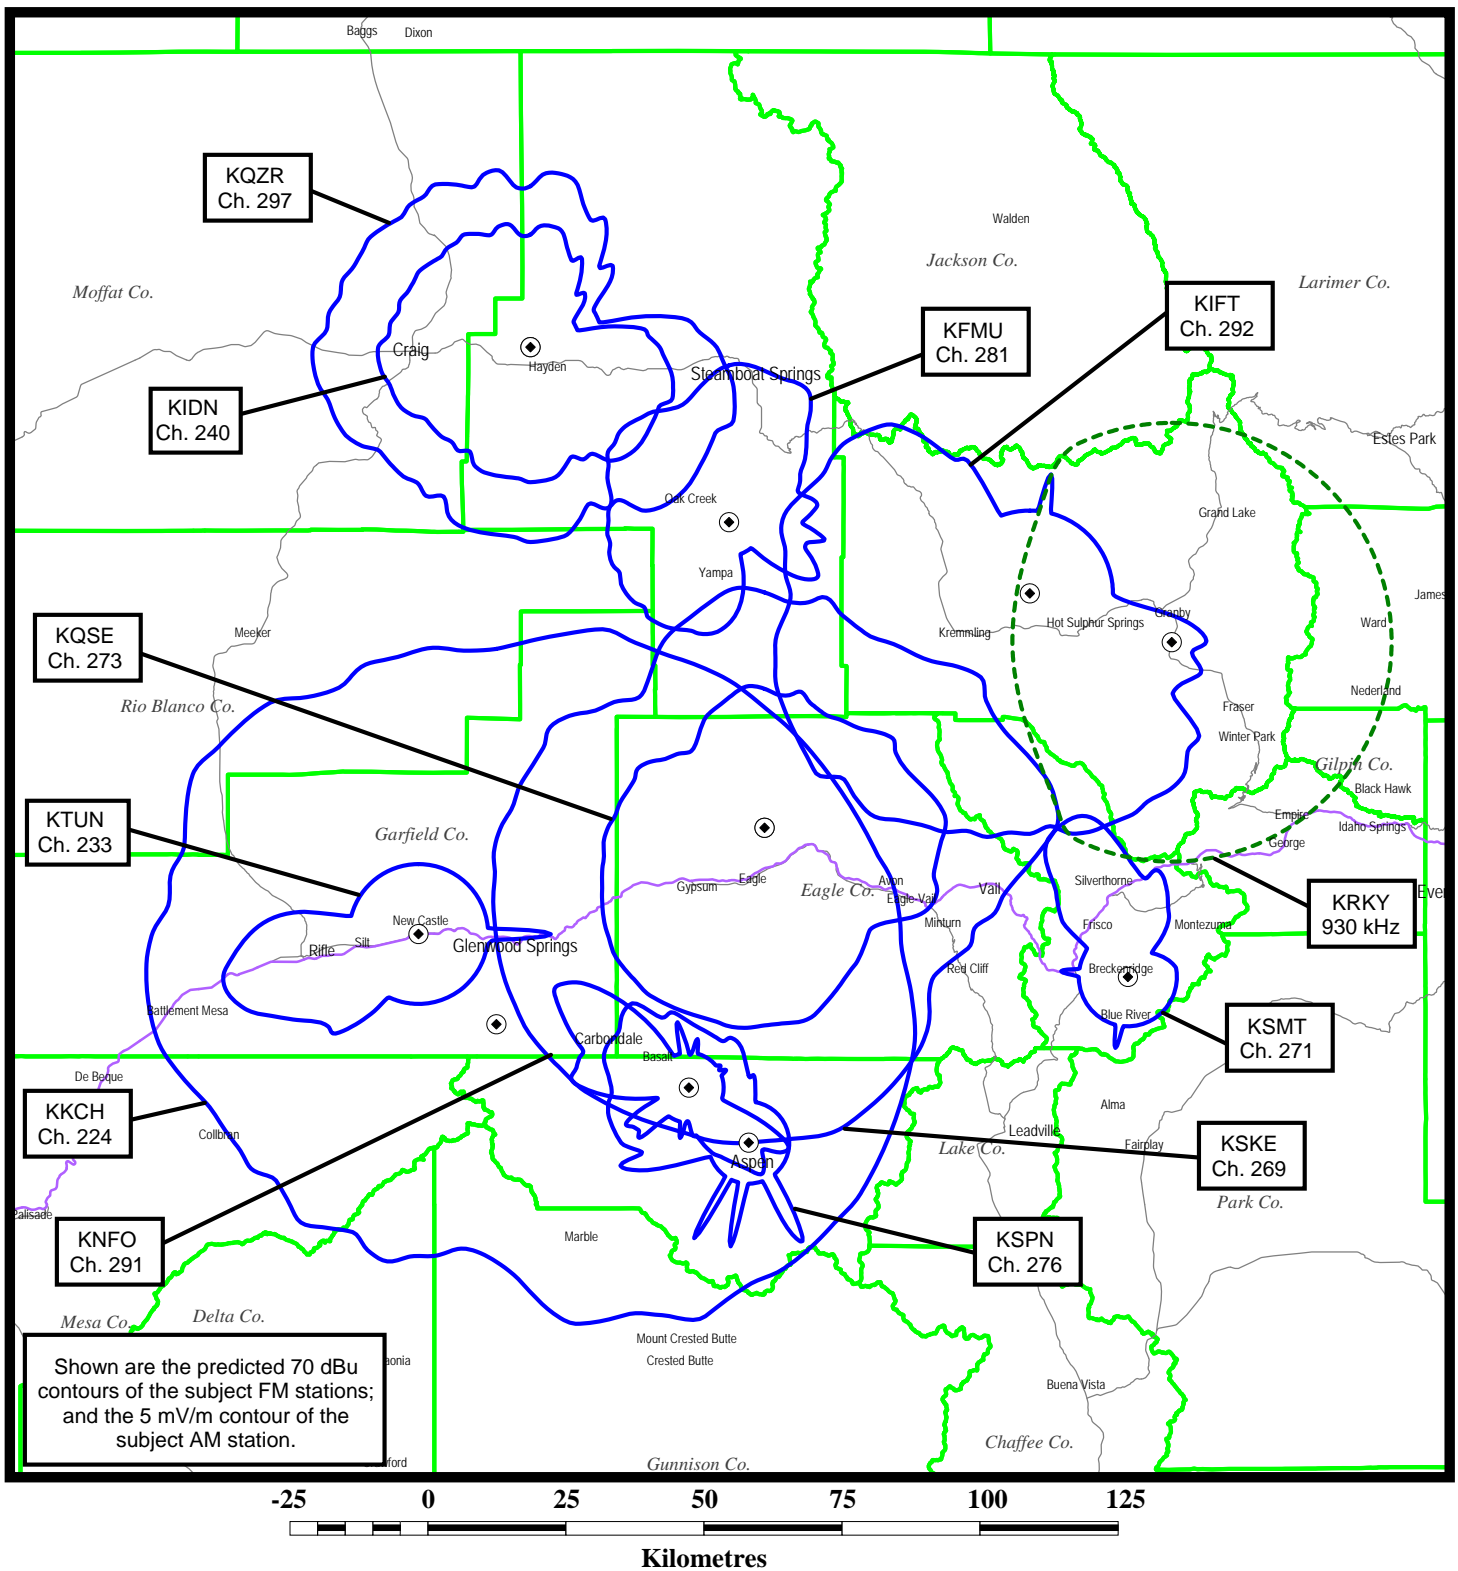 Baggs
Dixon
KQZR
Ch. 297
Walden
Jackson Co.
Moffat Co.
Larimer Co.
KIFT
Ch. 292
KFMU
Ch. 281
Craig
Hayden
Steamboat Springs
KIDN
Ch. 240
Estes Park
Oak Creek
Grand Lake
Yampa
James
Granby
Hot Sulphur Springs
Ward
KQSE
Ch. 273
Meeker
Kremmling
Nederland
Rio Blanco Co.
Fraser
Winter Park
Gilpin Co.
Black Hawk
KTUN
Ch. 233
Garfield Co.
Empire
Idaho Springs
George
Eagle
Gypsum
Eagle Co.
Avon
Eagle-Vail
Vail
Silverthorne
KRKY
930 kHz
Ever
New Castle
Minturn
Frisco
Montezuma
Glenwood Springs
Silt
Rifle
Red Cliff
Breckenridge
Battlement Mesa
Blue River
KSMT
Ch. 271
Carbondale
Basalt
De Beque
KKCH
Ch. 224
Collbran
Alma
Leadville
Fairplay
Lake Co.
KSKE
Ch. 269
Aspen
Park Co.
Palisade
KNFO
Ch. 291
Marble
KSPN
Ch. 276
Mesa Co.
Delta Co.
Mount Crested Butte
Crested Butte
Shown are the predicted 70 dBu
contours of the subject FM stations;
and the 5 mV/m contour of the
subject AM station.
aonia
Buena Vista
Chaffee Co.
Gunnison Co.
-25 0 25 50 75 100 125
Kilometres